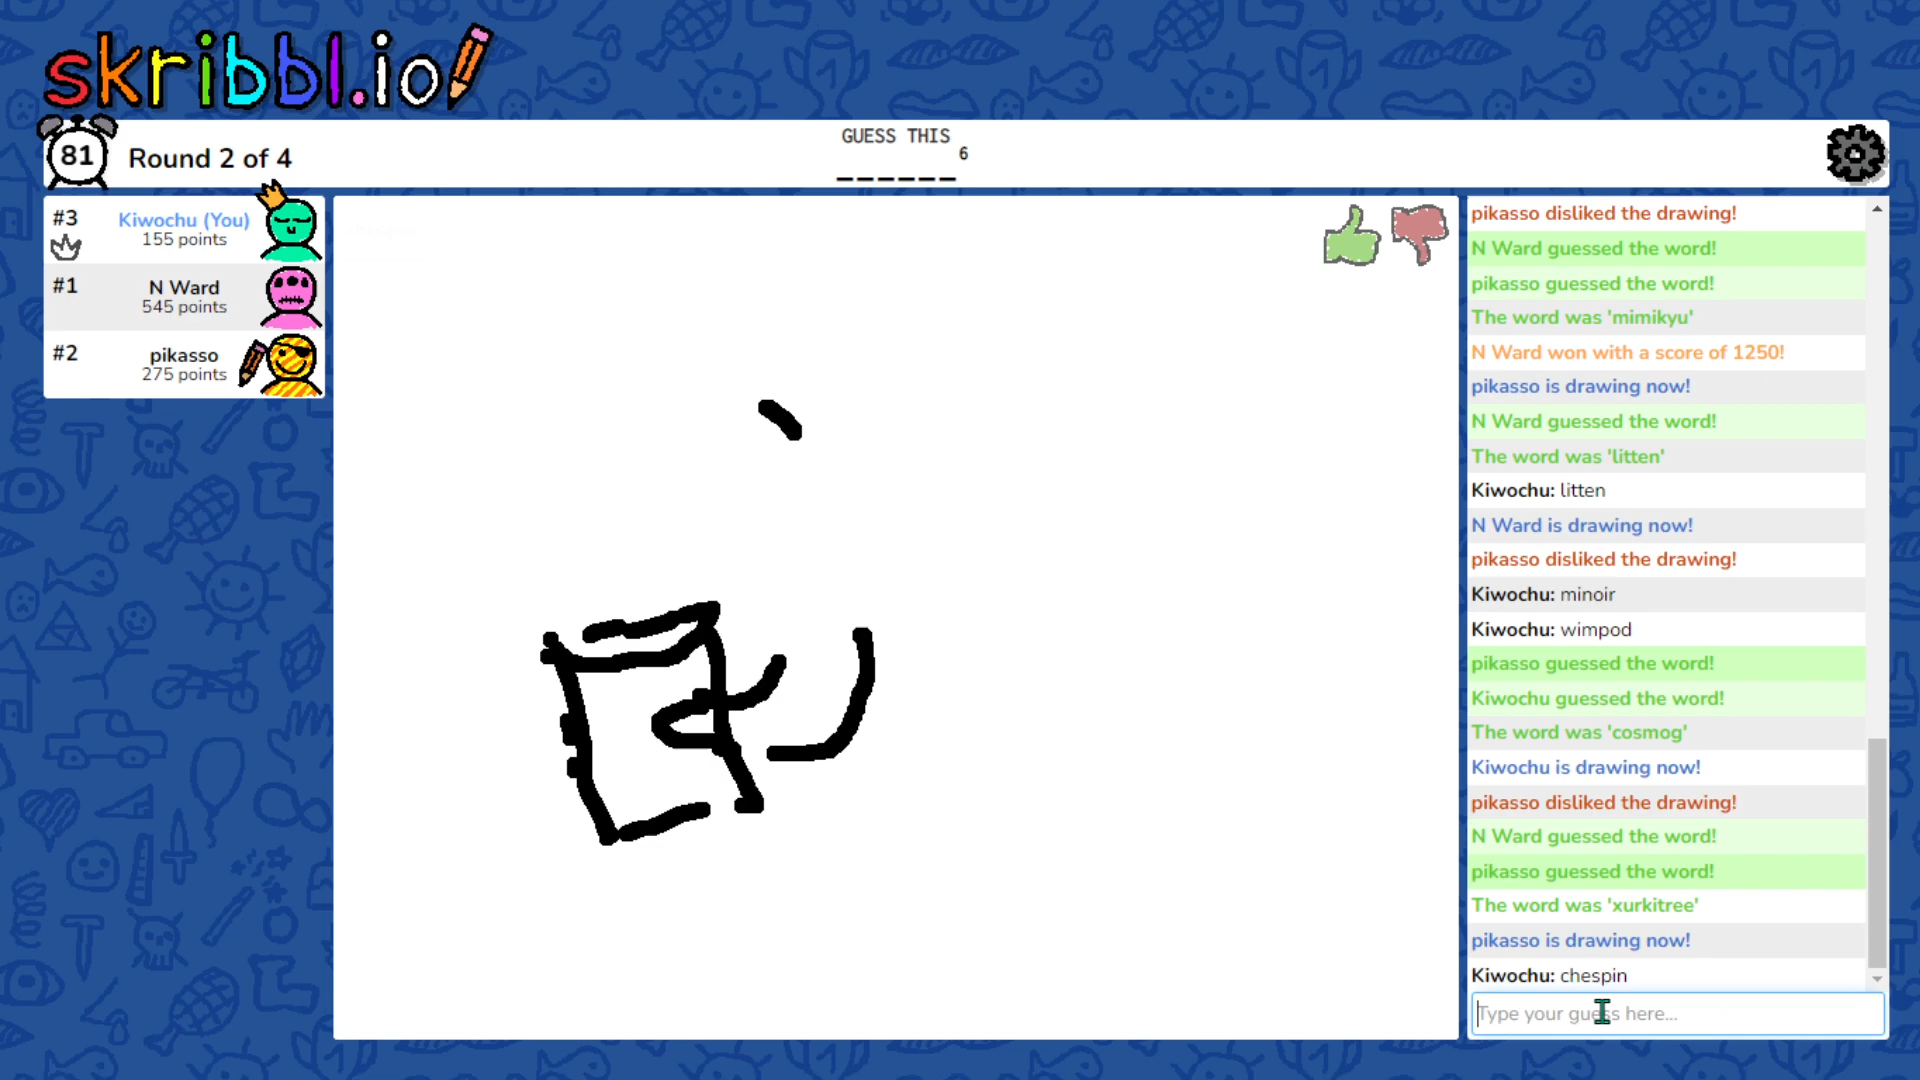 skribbl.io
81
Round 2 of 4
GUESS THIS
6
______
#3
Kiwochu (You)
155 points
#1
N Ward
545 points
#2
pikasso
275 points
pikasso disliked the drawing!
N Ward guessed the word!
pikasso guessed the word!
The word was 'mimikyu'
N Ward won with a score of 1250!
pikasso is drawing now!
N Ward guessed the word!
The word was 'litten'
Kiwochu: litten
N Ward is drawing now!
pikasso disliked the drawing!
Kiwochu: minoir
Kiwochu: wimpod
pikasso guessed the word!
Kiwochu guessed the word!
The word was 'cosmog'
Kiwochu is drawing now!
pikasso disliked the drawing!
N Ward guessed the word!
pikasso guessed the word!
The word was 'xurkitree'
pikasso is drawing now!
Kiwochu: chespin
Type your guess here...